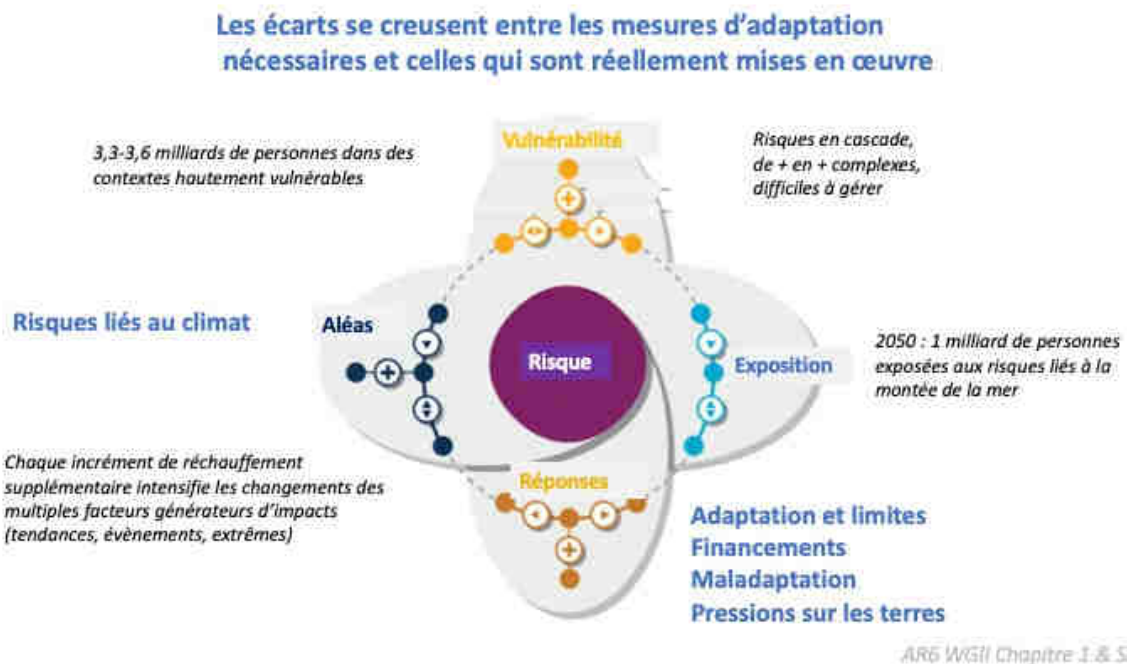 Les écarts se creusent entre les mesures d'adaptation
nécessaires et celles qui sont réellement mises en œuvre
Vulnérabilité
3,3-3,6 milliards de personnes dans des
contextes hautement vulnérables
Risques en cascade,
de + en + complexes,
difficiles à gérer
Risques liés au climat
Aléas
Risque
Exposition
2050 : 1 milliard de personnes
exposées aux risques liés à la
montée de la mer
Chaque incrément de réchauffement
supplémentaire intensifie les changements des
multiples facteurs générateurs d'impacts
(tendances, évènements, extrêmes)
Réponses
Adaptation et limites
Financements
Maladaptation
Pressions sur les terres
AR6 WGII Chapitre 1 &